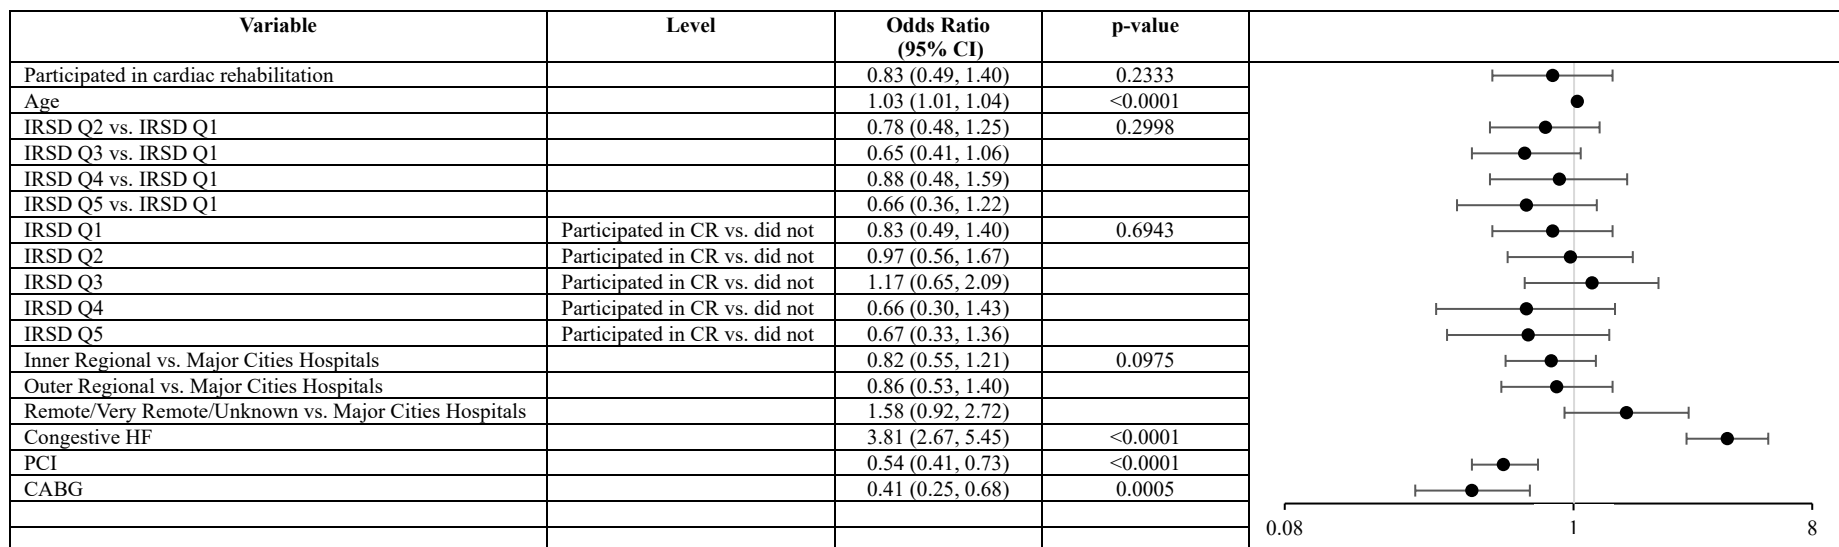 Variable Level Odds Ratio (95% CI) p-value
Participated in cardiac rehabilitation 0.83 (0.49, 1.40) 0.2333
Age 1.03 (1.01, 1.04) <0.0001
IRSD Q2 vs. IRSD Q1 0.78 (0.48, 1.25) 0.2998
IRSD Q3 vs. IRSD Q1 0.65 (0.41, 1.06)
IRSD Q4 vs. IRSD Q1 0.88 (0.48, 1.59)
IRSD Q5 vs. IRSD Q1 0.66 (0.36, 1.22)
IRSD Q1 Participated in CR vs. did not 0.83 (0.49, 1.40) 0.6943
IRSD Q2 Participated in CR vs. did not 0.97 (0.56, 1.67)
IRSD Q3 Participated in CR vs. did not 1.17 (0.65, 2.09)
IRSD Q4 Participated in CR vs. did not 0.66 (0.30, 1.43)
IRSD Q5 Participated in CR vs. did not 0.67 (0.33, 1.36)
Inner Regional vs. Major Cities Hospitals 0.82 (0.55, 1.21) 0.0975
Outer Regional vs. Major Cities Hospitals 0.86 (0.53, 1.40)
Remote/Very Remote/Unknown vs. Major Cities Hospitals 1.58 (0.92, 2.72)
Congestive HF 3.81 (2.67, 5.45) <0.0001
PCI 0.54 (0.41, 0.73) <0.0001
CABG 0.41 (0.25, 0.68) 0.0005
0.08 1 8